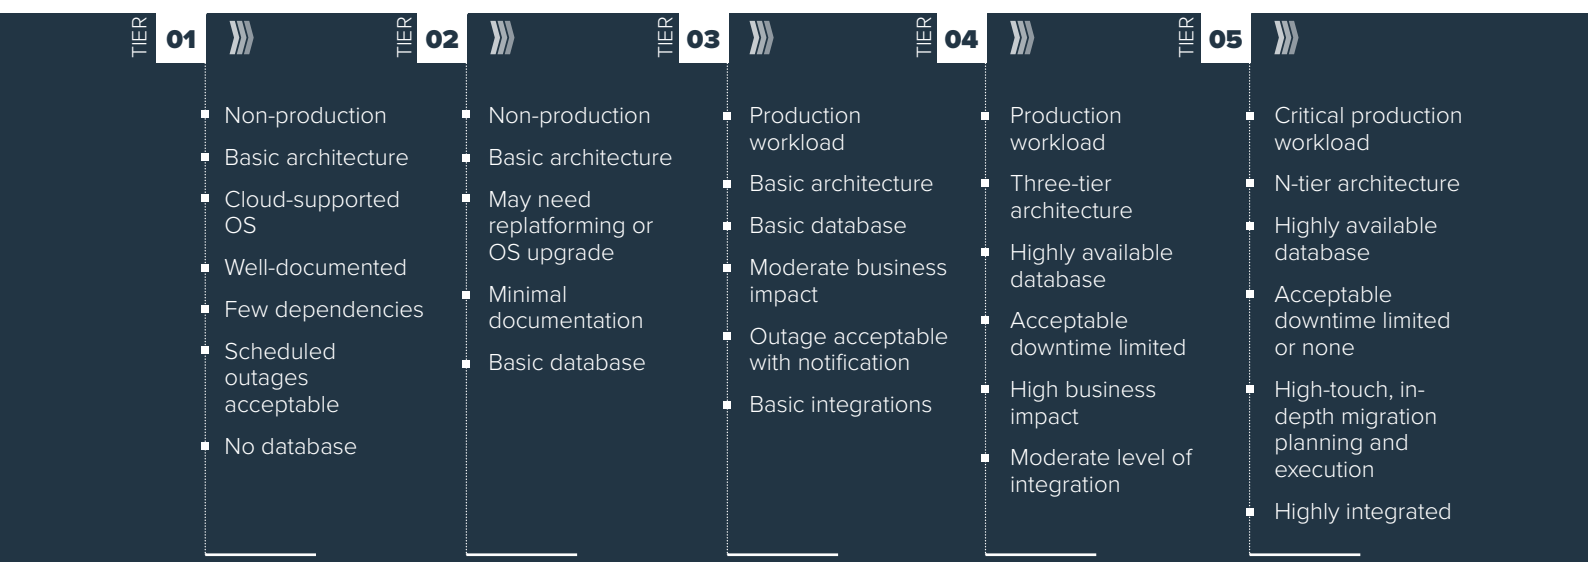 TIER 01
Non-production
Basic architecture
Cloud-supported
OS
Well-documented
Few dependencies
Scheduled
outages
acceptable
No database
TIER 02
Non-production
Basic architecture
May need
replatforming or
OS upgrade
Minimal
documentation
Basic database
TIER 03
Production
workload
Basic architecture
Basic database
Moderate business
impact
Outage acceptable
with notification
Basic integrations
TIER 04
Production
workload
Three-tier
architecture
Highly available
database
Acceptable
downtime limited
High business
impact
Moderate level of
integration
TIER 05
Critical production
workload
N-tier architecture
Highly available
database
Acceptable
downtime limited
or none
High-touch, in-
depth migration
planning and
execution
Highly integrated